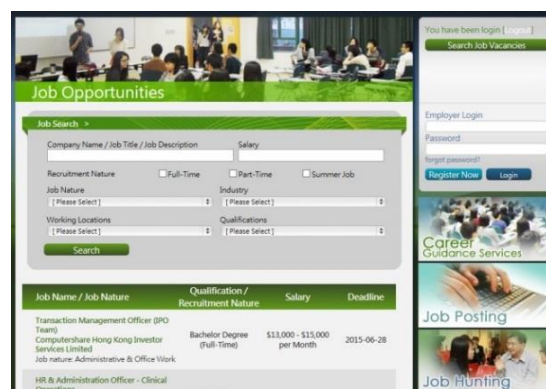 You have been login [Logout]
Search Job Vacancies
Job Opportunities
Job Search >
Company Name / Job Title / Job Description
Salary
Recruitment Nature
Full-Time
Part-Time
Summer Job
Job Nature
Industry
[ Please Select ]
[ Please Select ]
Working Locations
Qualifications
[ Please Select ]
[ Please Select ]
Search
Employer Login
Password
forgot password?
Register Now
Login
Career
Guidance Services
Job Posting
Job Hunting
Job Name / Job Nature
Qualification /
Recruitment Nature
Salary
Deadline
Transaction Management Officer (IPO
Team)
Computershare Hong Kong Investor
Services Limited
Job nature: Administrative & Office Work
Bachelor Degree
(Full-Time)
$13,000 - $15,000
per Month
2015-06-28
HR & Administration Officer - Clinical
Operations